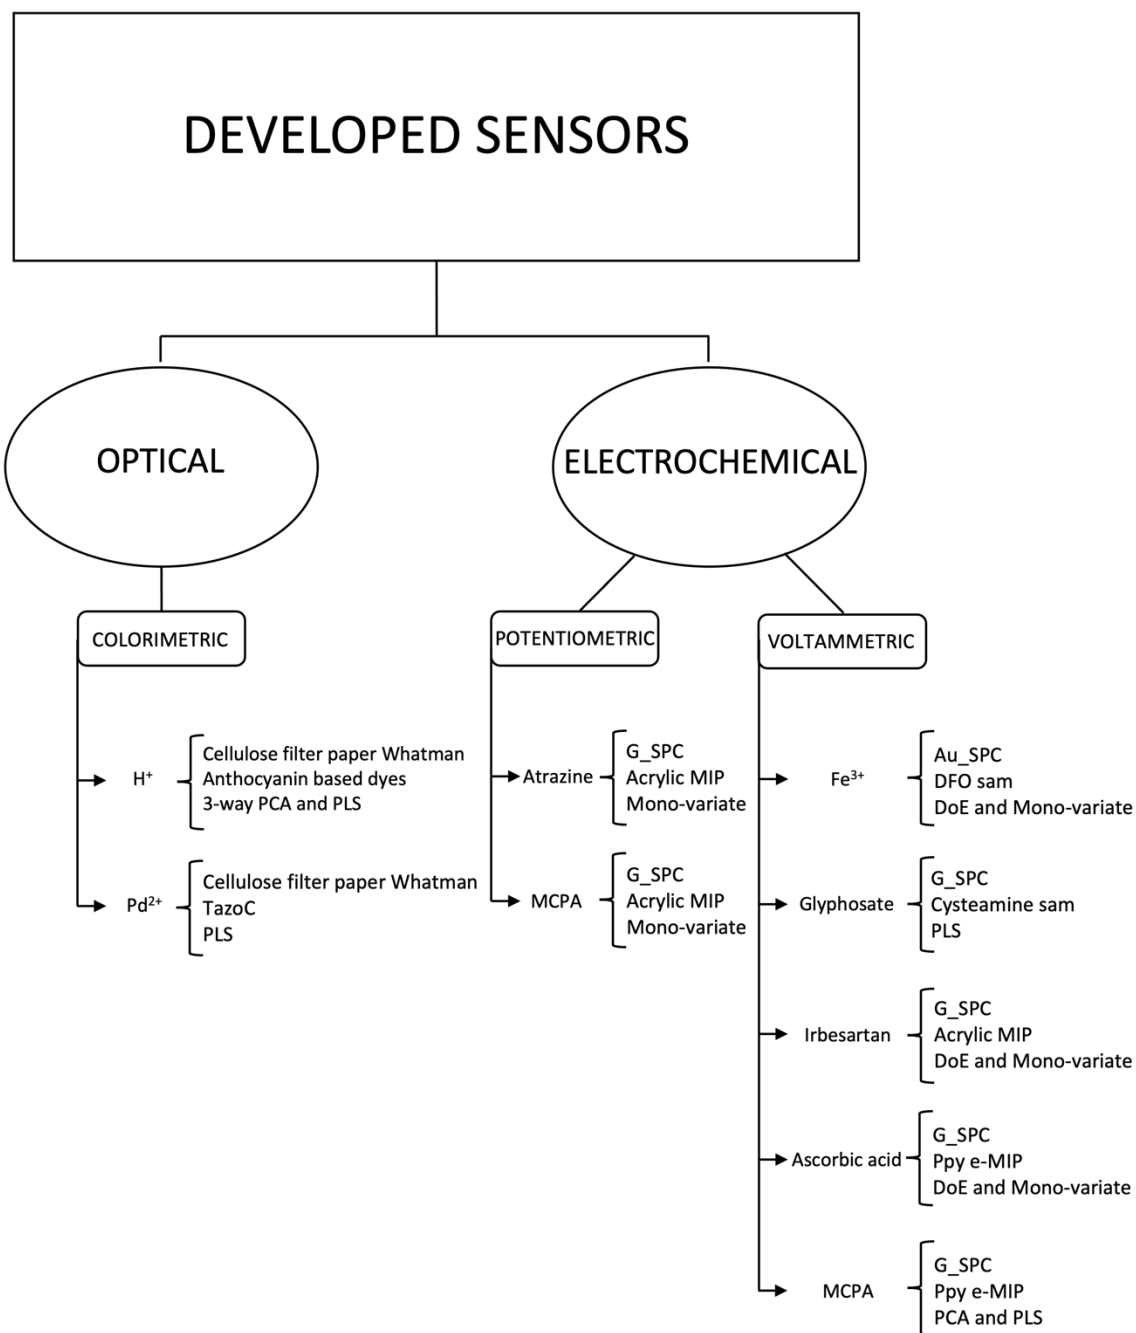 DEVELOPED SENSORS
OPTICAL
ELECTROCHEMICAL
COLORIMETRIC
H⁺
Cellulose filter paper Whatman
Anthocyanin based dyes
3-way PCA and PLS
Pd²⁺
Cellulose filter paper Whatman
TazoC
PLS
POTENTIOMETRIC
Atrazine
G_SPC
Acrylic MIP
Mono-variate
MCPA
G_SPC
Acrylic MIP
Mono-variate
VOLTAMMETRIC
Fe³⁺
Au_SPC
DFO sam
DoE and Mono-variate
Glyphosate
G_SPC
Cysteamine sam
PLS
Irbesartan
G_SPC
Acrylic MIP
DoE and Mono-variate
Ascorbic acid
G_SPC
Ppy e-MIP
DoE and Mono-variate
MCPA
G_SPC
Ppy e-MIP
PCA and PLS